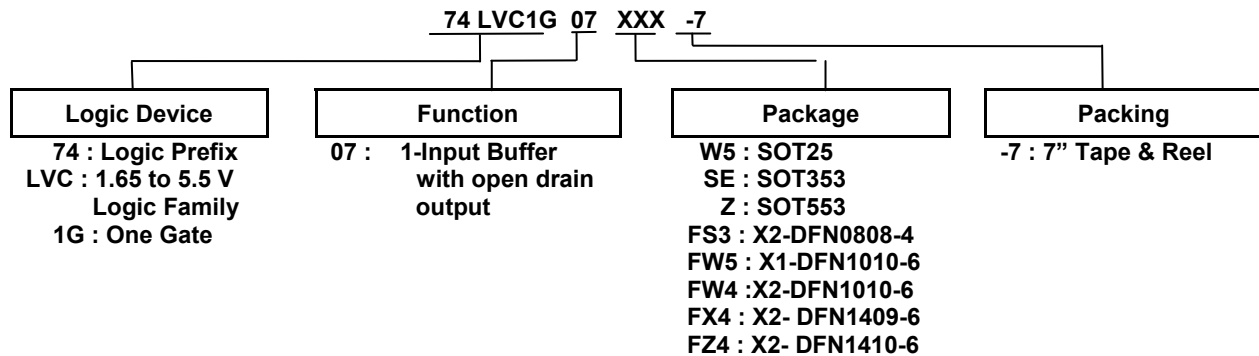 74 LVC1G 07 XXX -7
Logic Device
74 : Logic Prefix
LVC : 1.65 to 5.5 V
Logic Family
1G : One Gate
Function
07 : 1-Input Buffer
with open drain
output
Package
W5 : SOT25
SE : SOT353
Z : SOT553
FS3 : X2-DFN0808-4
FW5 : X1-DFN1010-6
FW4 :X2-DFN1010-6
FX4 : X2- DFN1409-6
FZ4 : X2- DFN1410-6
Packing
-7 : 7” Tape & Reel